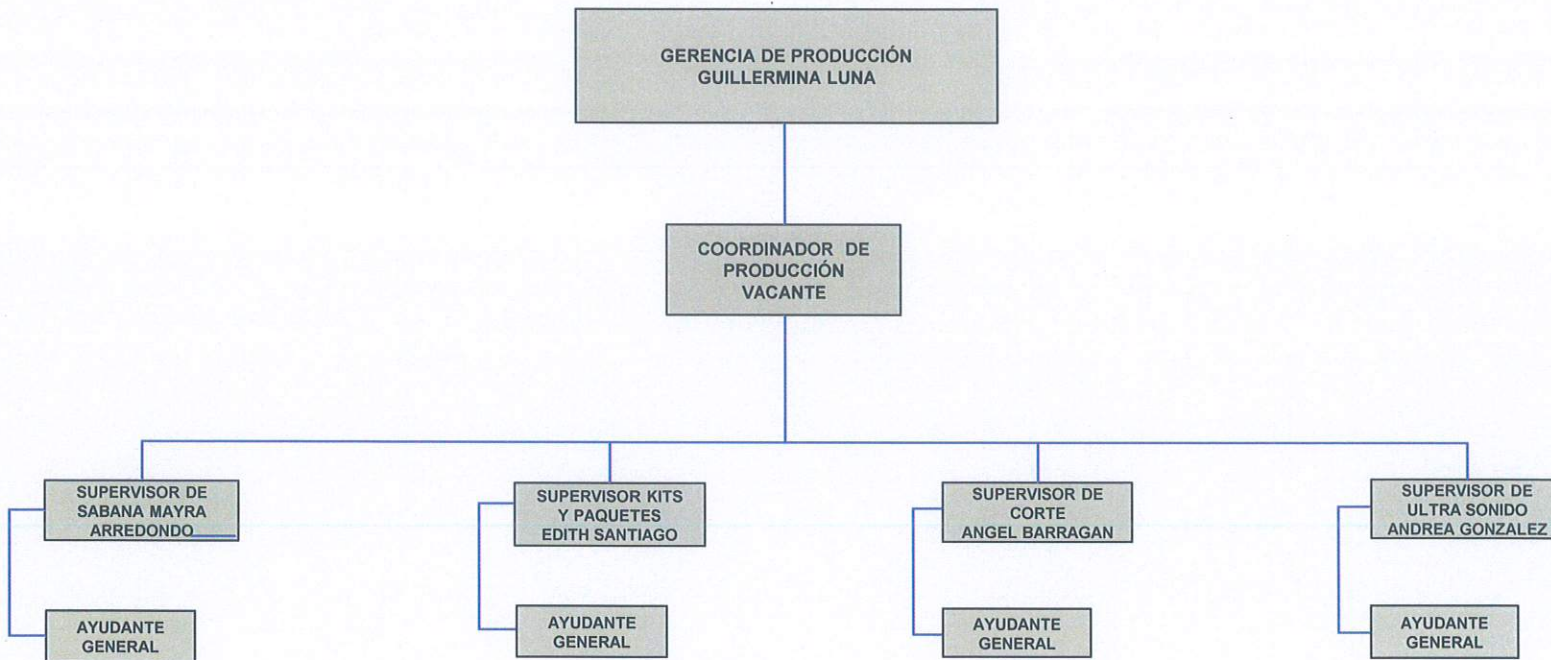 GERENCIA DE PRODUCCIÓN
GUILLERMINA LUNA
COORDINADOR DE
PRODUCCIÓN
VACANTE
SUPERVISOR DE
SABANA MAYRA
ARREDONDO
SUPERVISOR KITS
Y PAQUETES
EDITH SANTIAGO
SUPERVISOR DE
CORTE
ANGEL BARRAGAN
SUPERVISOR DE
ULTRA SONIDO
ANDREA GONZALEZ
AYUDANTE
GENERAL
AYUDANTE
GENERAL
AYUDANTE
GENERAL
AYUDANTE
GENERAL